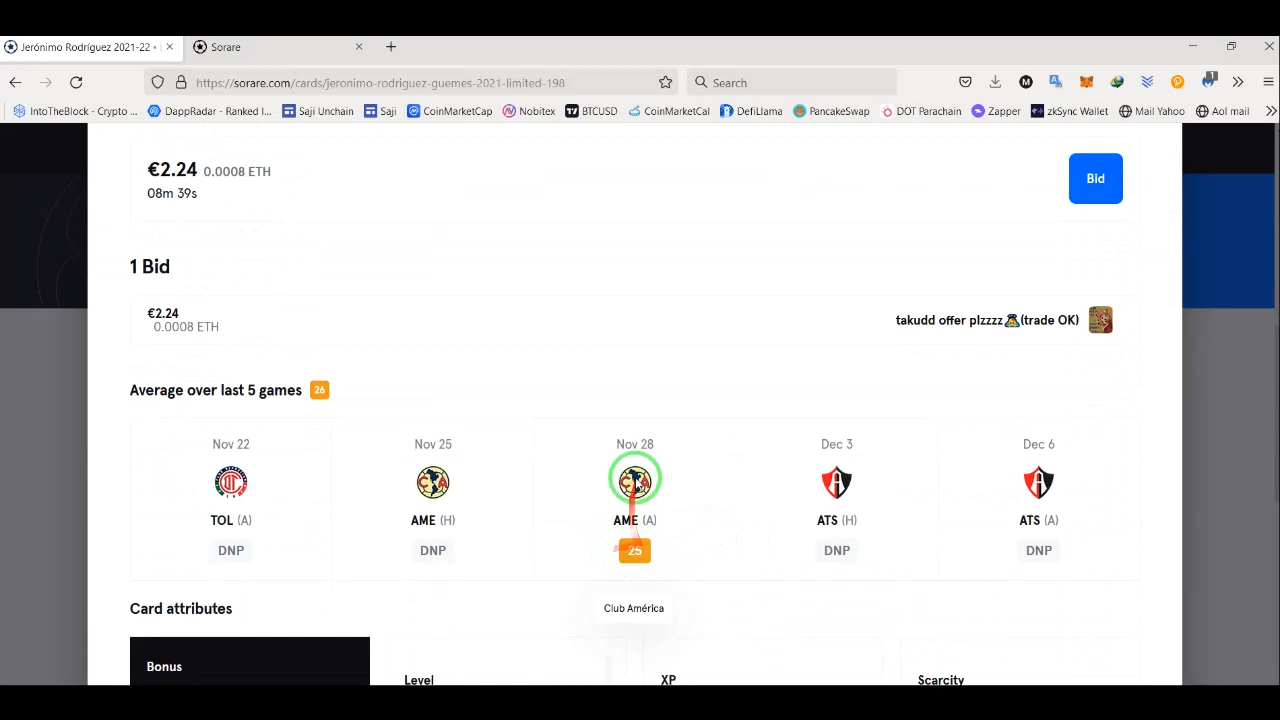 Jerónimo Rodríguez 2021-22 •
Sorare
https://sorare.com/cards/jeronimo-rodriguez-guemes-2021-limited-198
Search
1
IntoTheBlock - Crypto ...
DappRadar - Ranked l...
Saji Unchain
Saji
CoinMarketCap
Nobitex
BTCUSD
CoinMarketCal
DefiLlama
PancakeSwap
DOT Parachain
Zapper
zkSync Wallet
Yahoo Mail
Aol mail
€2.24 0.0008 ETH
08m 39s
Bid
1 Bid
€2.24
0.0008 ETH
takudd offer plzzzz (trade OK)
Average over last 5 games 26
Nov 22
Nov 25
Nov 28
Dec 3
Dec 6
TOL (A)
AME (H)
AME (A)
ATS (H)
ATS (A)
DNP
DNP
25
DNP
DNP
Card attributes
Club América
Bonus
Level
XP
Scarcity